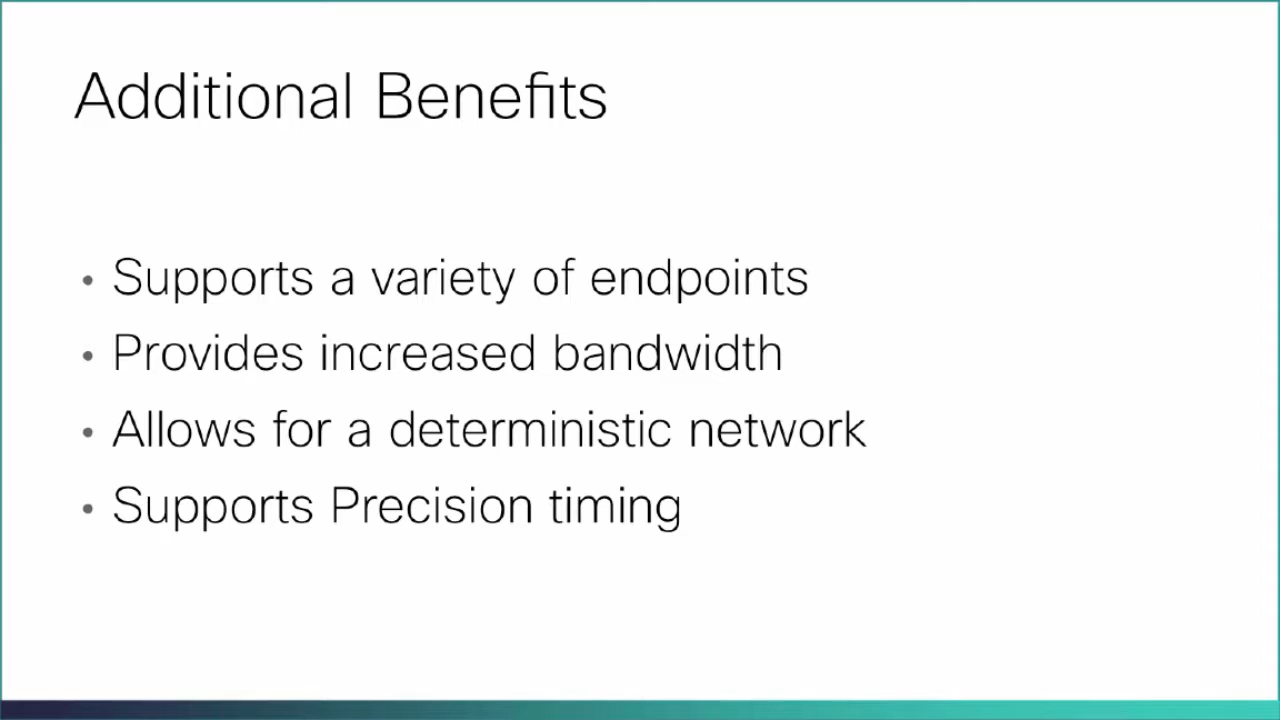 Additional Benefits
• Supports a variety of endpoints
• Provides increased bandwidth
• Allows for a deterministic network
• Supports Precision timing